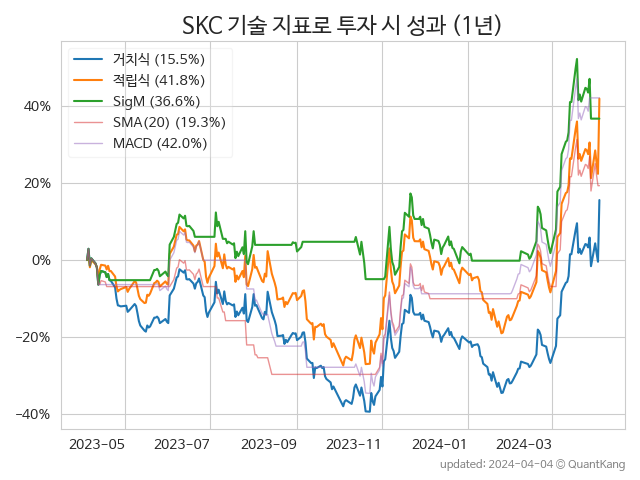 SKC 기술 지표로 투자 시 성과 (1년)
거치식 (15.5%)
적립식 (41.8%)
SigM (36.6%)
SMA(20) (19.3%)
MACD (42.0%)
40%
20%
0%
−20%
−40%
2023-05 2023-07 2023-09 2023-11 2024-01 2024-03
updated: 2024-04-04 © QuantKang